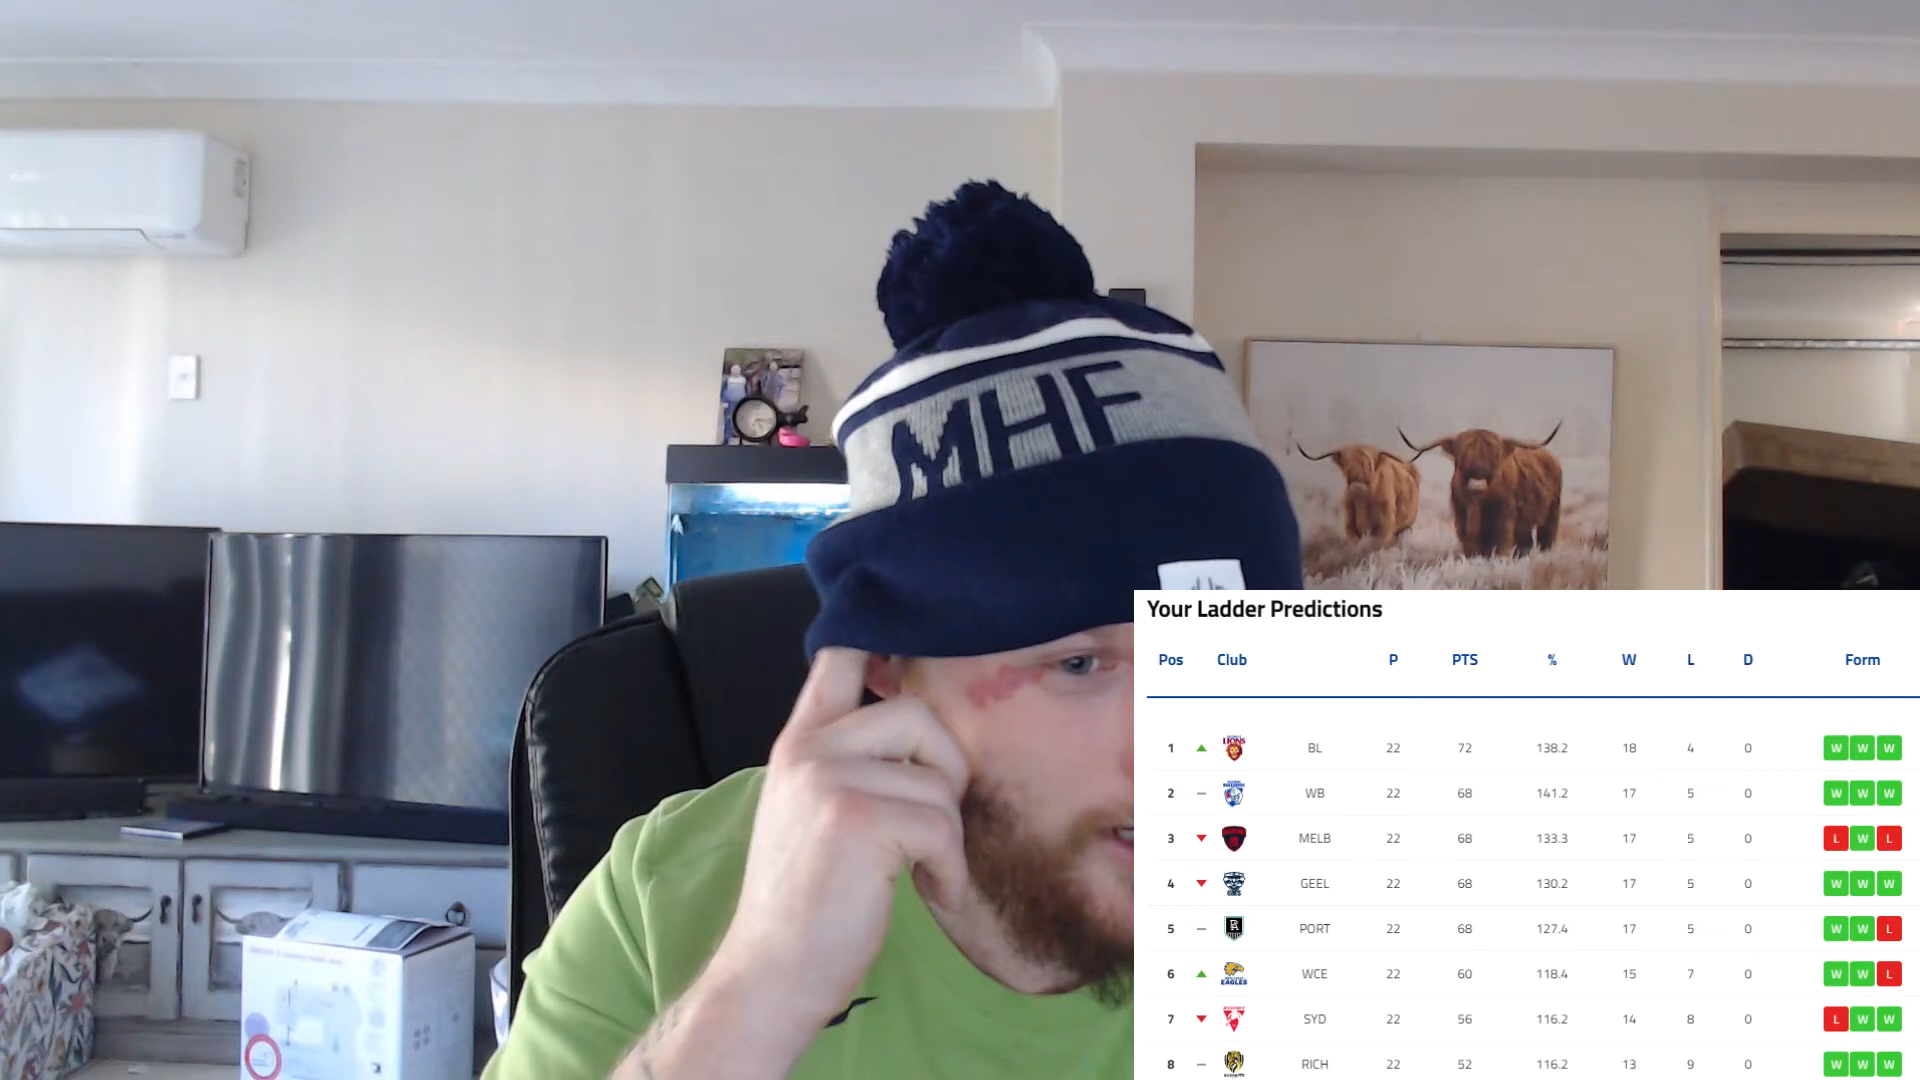 MHF
Your Ladder Predictions
Pos Club P PTS % W L D Form
1 LIONS BL 22 72 138.2 18 4 0 W W W
2 WB 22 68 141.2 17 5 0 W W W
3 MELB 22 68 133.3 17 5 0 L W L
4 GEEL 22 68 130.2 17 5 0 W W W
5 PORT 22 68 127.4 17 5 0 W W L
6 EAGLES WCE 22 60 118.4 15 7 0 W W L
7 SYD 22 56 116.2 14 8 0 L W W
8 RICH 22 52 116.2 13 9 0 W W W